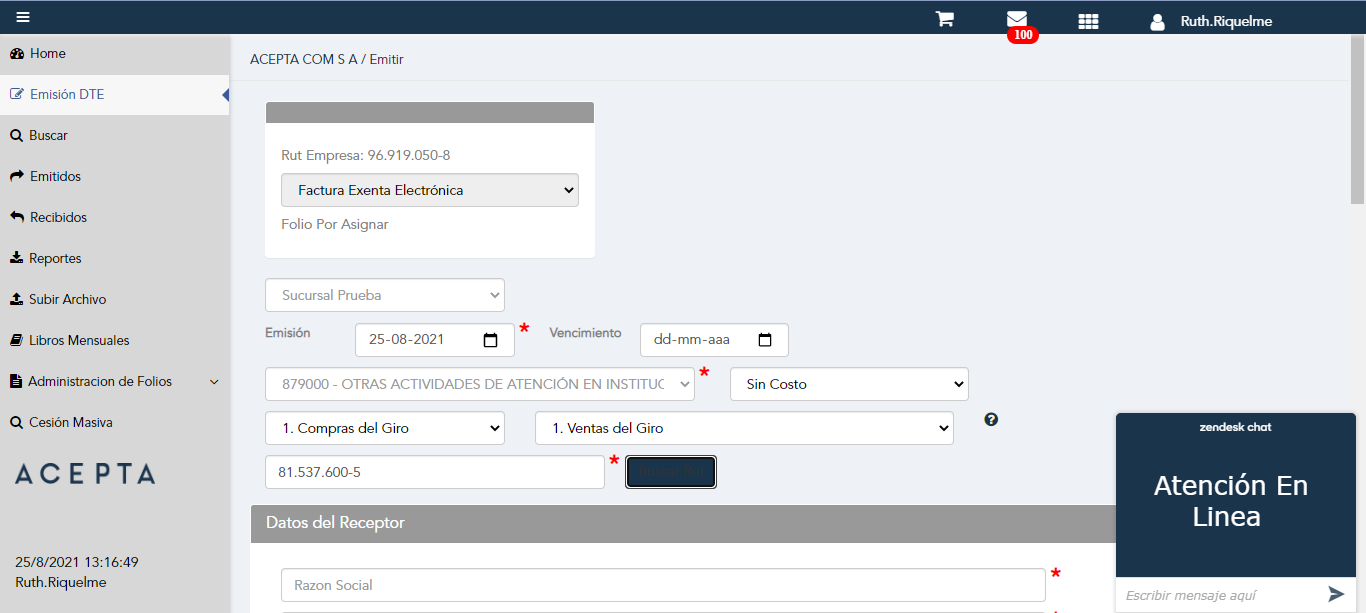 100
Ruth.Riquelme
Home
Emisión DTE
Buscar
Emitidos
Recibidos
Reportes
Subir Archivo
Libros Mensuales
Administracion de Folios
Cesión Masiva
ACEPTA
25/8/2021 13:16:49
Ruth.Riquelme
ACEPTA COM S A / Emitir
Rut Empresa: 96.919.050-8
Factura Exenta Electrónica
Folio Por Asignar
Sucursal Prueba
Emisión 25-08-2021 * Vencimiento dd-mm-aaa
879000 - OTRAS ACTIVIDADES DE ATENCIÓN EN INSTITUC * Sin Costo
1. Compras del Giro 1. Ventas del Giro ?
81.537.600-5 *
Datos del Receptor
Razon Social *
zendesk chat
Atención En
Linea
Escribir mensaje aquí